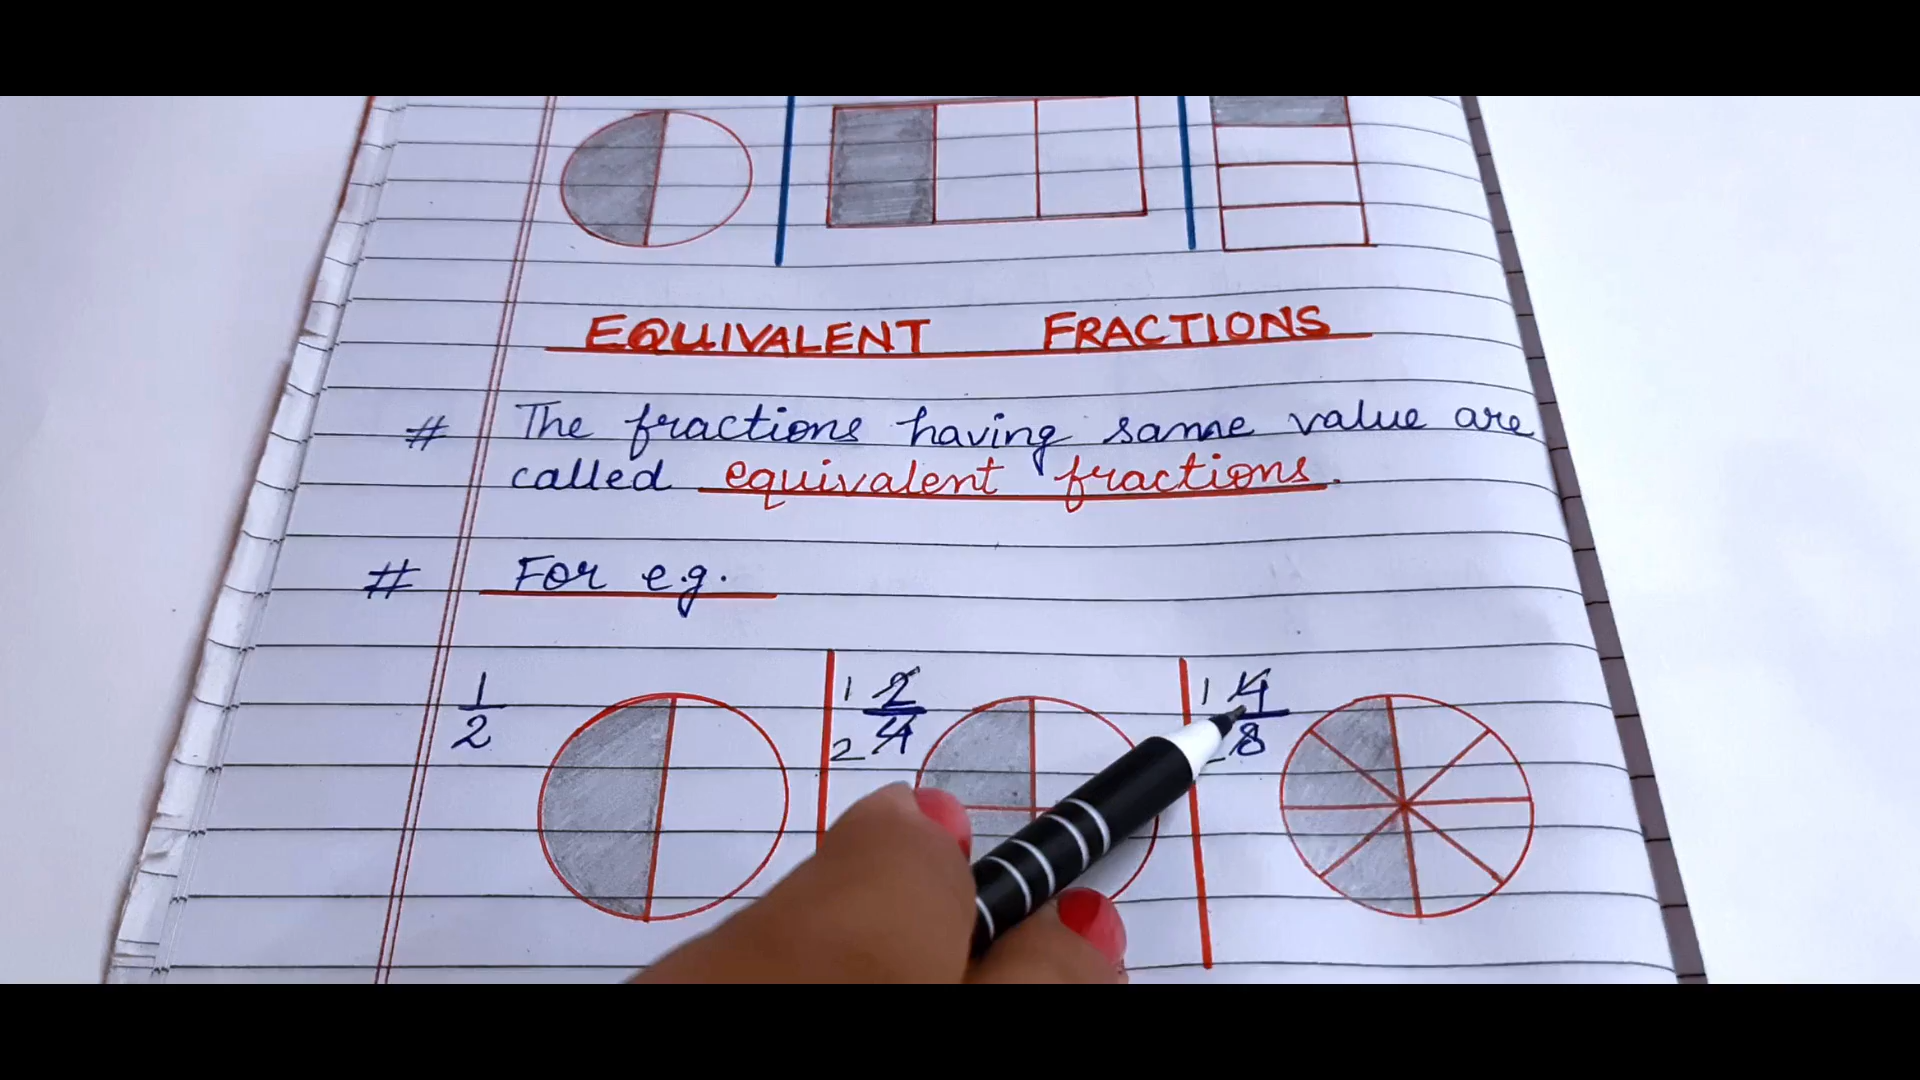 EQUIVALENT FRACTIONS
# The fractions having same value are
called equivalent fractions.
# For e.g.
1 1 2 1 4
2 2 4 8